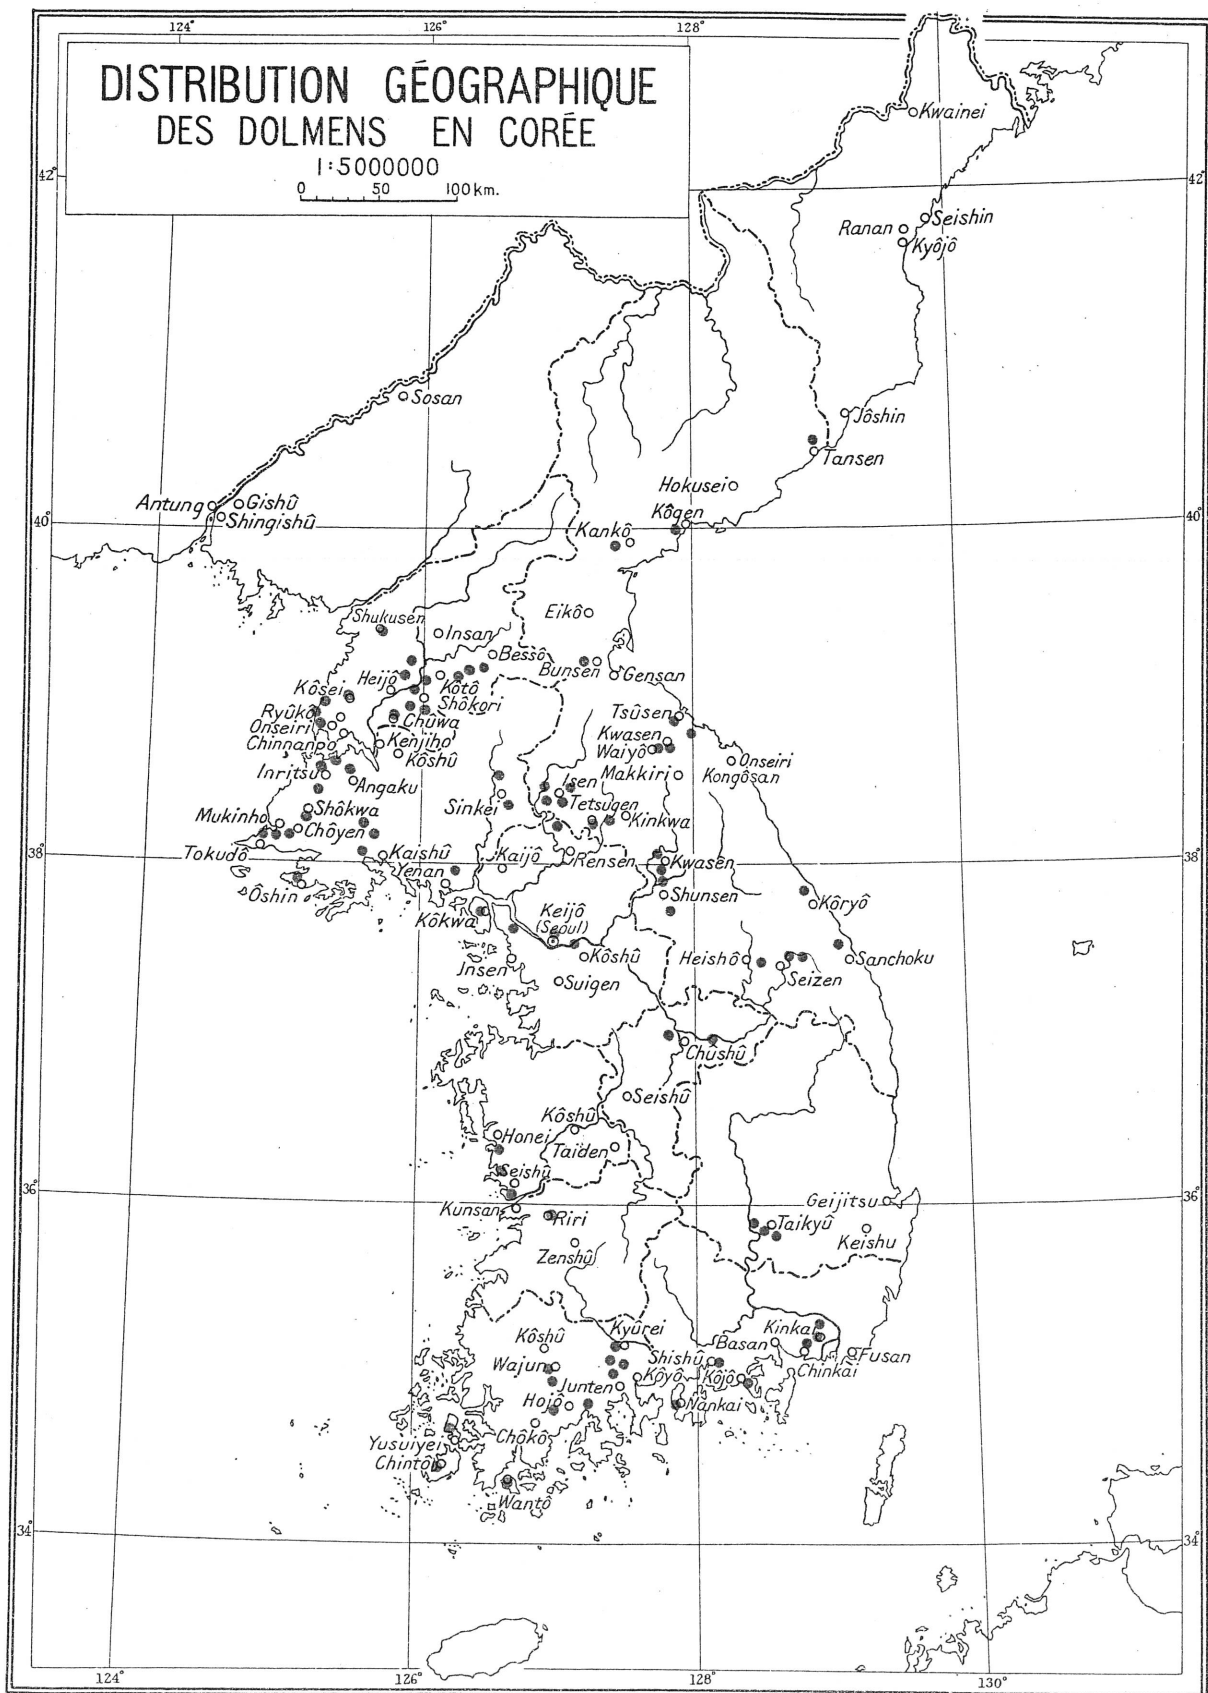 124°
126°
128°
DISTRIBUTION GÉOGRAPHIQUE
DES DOLMENS EN CORÉE
1:5000000
0 50 100 km.
Kwainei
42°
42°
Seishin
Ranan
Kyôjô
Sosan
Jôshin
Tansen
Hokusei
Antung
Gishû
Shingishû
Kôgen
40°
40°
Kankô
Eikô
Shukusen
Insan
Bessô
Bunsen
Gensan
Heijô
Kôtô
Kôsei
Shôkori
Ryûkô
Chûwa
Tsûsen
Onseiri
Kwasen
Chinnanpo
Kenjiho
Waiyô
Kôshû
Onseiri
Inritsu
Isen
Makkiri
Kongôsan
Angaku
Sinkei
Tetsugen
Shôkwa
Kinkwa
Mukinho
Chôyen
Tokudô
Kaishû
Kaijô
Rensen
Kwasen
38°
38°
Yenan
Ôshin
Shunsen
Kôryô
Kôkwa
Keijô
(Seoul)
Jnsen
Kôshû
Heishô
Sanchoku
Seizen
Suigen
Chûshû
Seishû
Kôshû
Honei
Taiden
Seishû
36°
36°
Geijitsu
Kunsan
Riri
Taikyû
Keishu
Zenshû
Kinkai
Kôshû
Kyûrei
Basan
Fusan
Wajun
Shishû
Chinkai
Kôyô
Kôjô
Junten
Hojô
Nankai
Chôkô
Yusuiyei
Chintô
Wantô
34°
34°
124°
126°
128°
130°